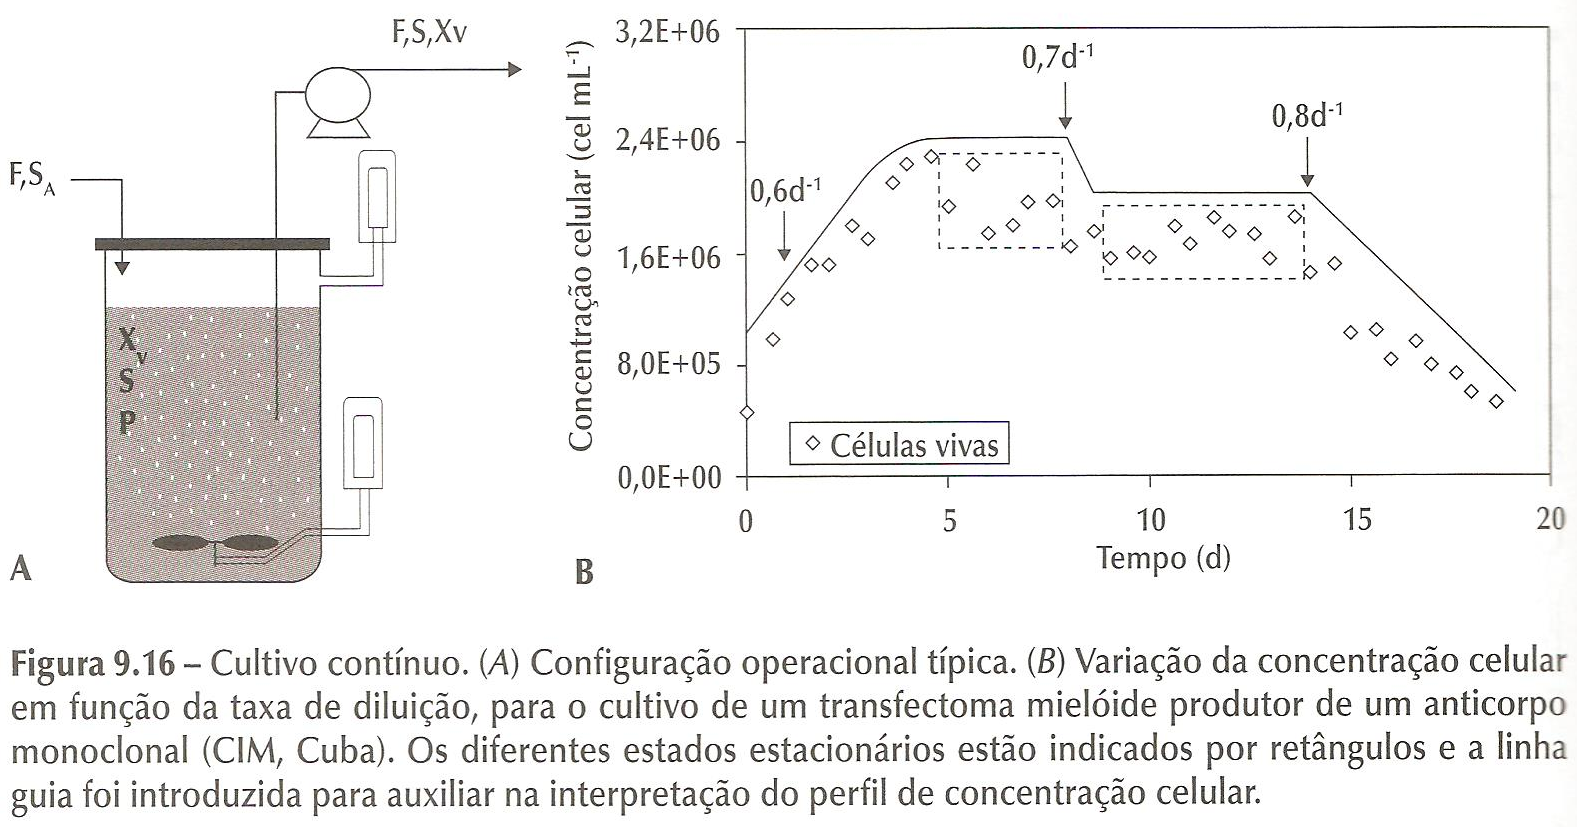 F,S,Xv
F,SA
Xv
S
P
A
Concentração celular (cel mL-1)
3,2E+06
2,4E+06
1,6E+06
8,0E+05
0,0E+00
0,6d-1
0,7d-1
0,8d-1
Células vivas
0 5 10 15 20
Tempo (d)
B
Figura 9.16 – Cultivo contínuo. (A) Configuração operacional típica. (B) Variação da concentração celular
em função da taxa de diluição, para o cultivo de um transfectoma mielóide produtor de um anticorpo
monoclonal (CIM, Cuba). Os diferentes estados estacionários estão indicados por retângulos e a linha
guia foi introduzida para auxiliar na interpretação do perfil de concentração celular.